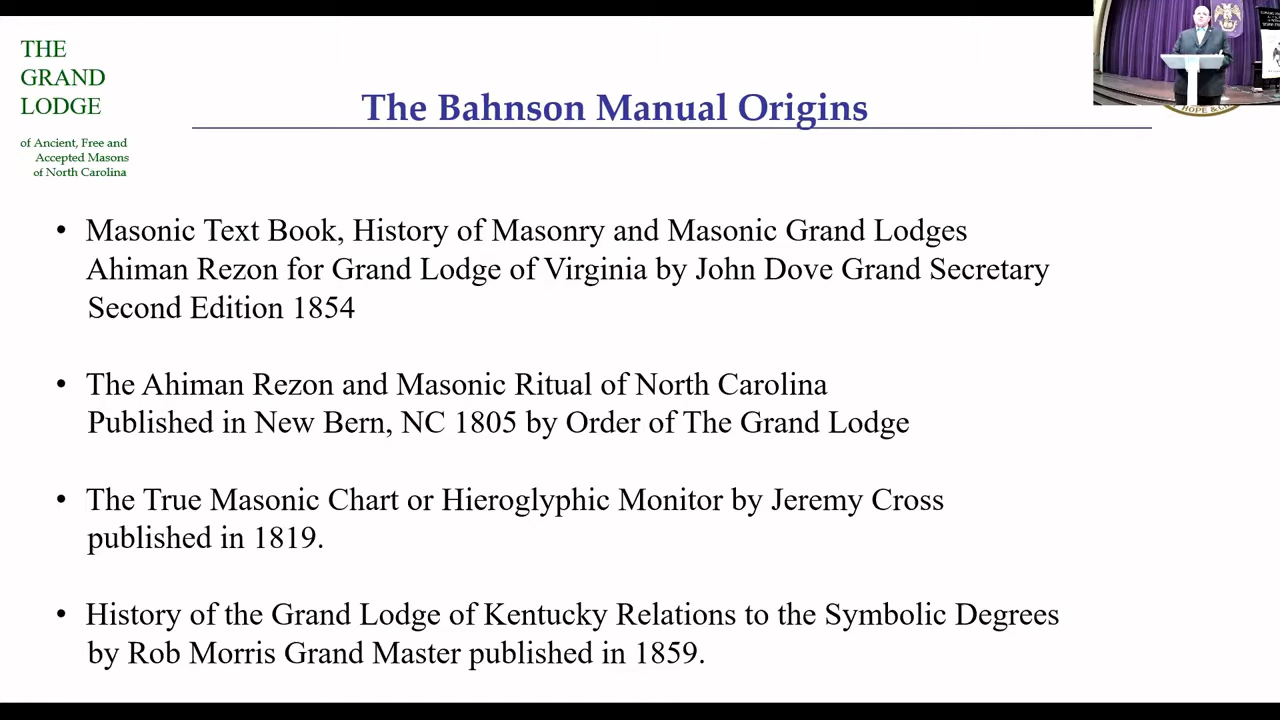 THE
GRAND
LODGE
of Ancient, Free and
Accepted Masons
of North Carolina
The Bahnson Manual Origins
HOPE &
• Masonic Text Book, History of Masonry and Masonic Grand Lodges
Ahiman Rezon for Grand Lodge of Virginia by John Dove Grand Secretary
Second Edition 1854
• The Ahiman Rezon and Masonic Ritual of North Carolina
Published in New Bern, NC 1805 by Order of The Grand Lodge
• The True Masonic Chart or Hieroglyphic Monitor by Jeremy Cross
published in 1819.
• History of the Grand Lodge of Kentucky Relations to the Symbolic Degrees
by Rob Morris Grand Master published in 1859.